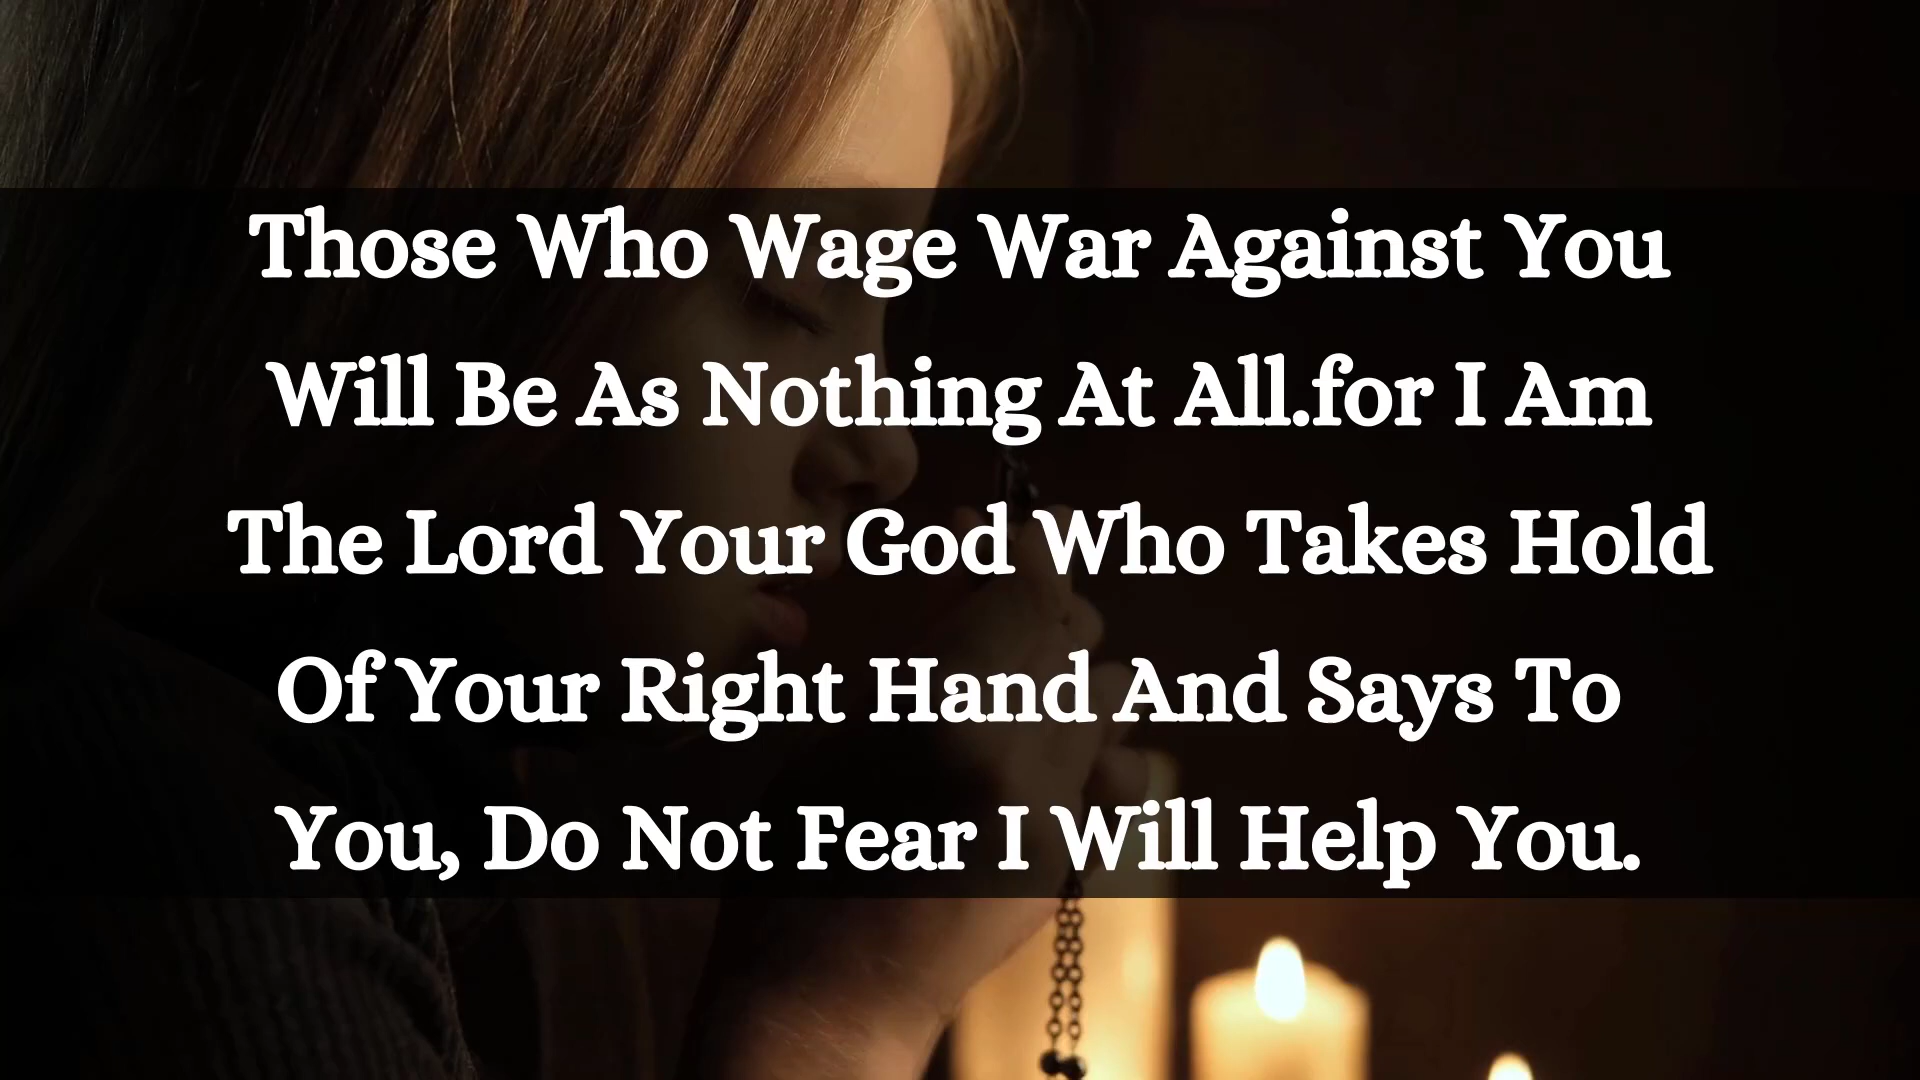 Those Who Wage War Against You
Will Be As Nothing At All.for I Am
The Lord Your God Who Takes Hold
Of Your Right Hand And Says To
You, Do Not Fear I Will Help You.